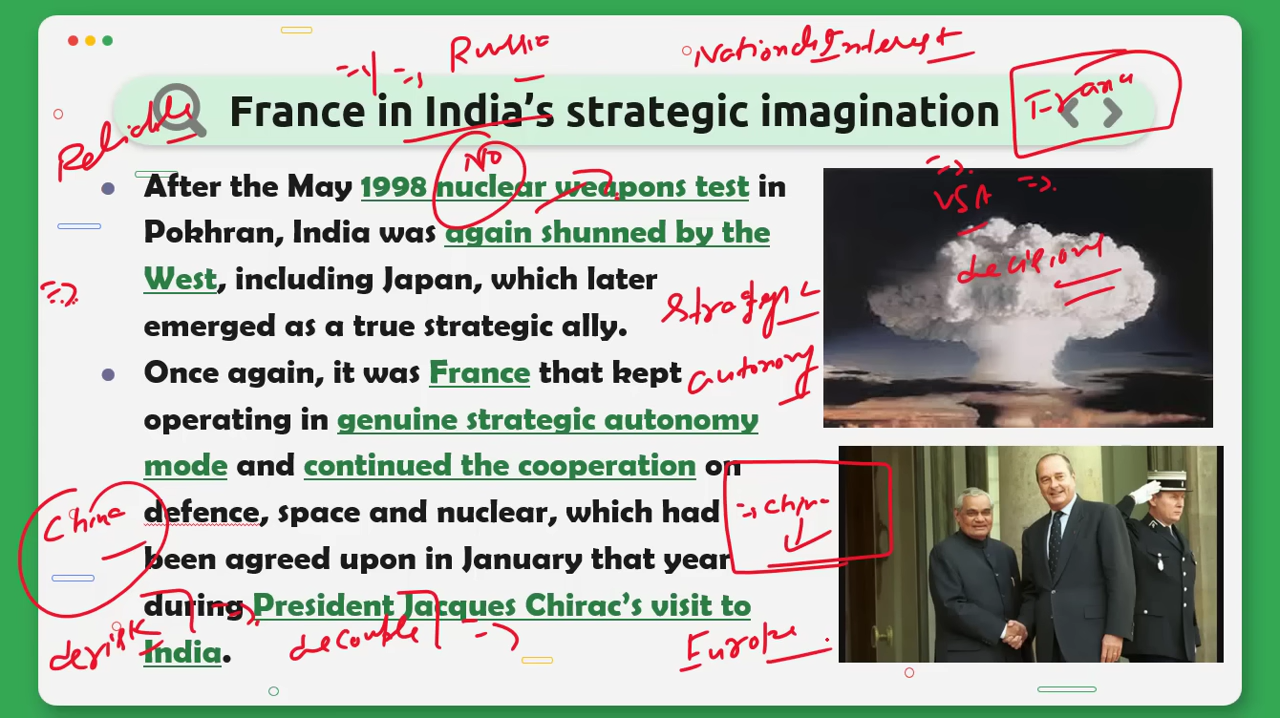 Russia
National Interest
France in India's strategic imagination
France
Reliable
No
• After the May 1998 nuclear weapons test in
Pokhran, India was again shunned by the
West, including Japan, which later
emerged as a true strategic ally.
USA
decisions
Strategic
autonomy
• Once again, it was France that kept
operating in genuine strategic autonomy
mode and continued the cooperation on
defence, space and nuclear, which had
been agreed upon in January that year
during President Jacques Chirac's visit to
India.
China
China
derisk
decouple
Europe